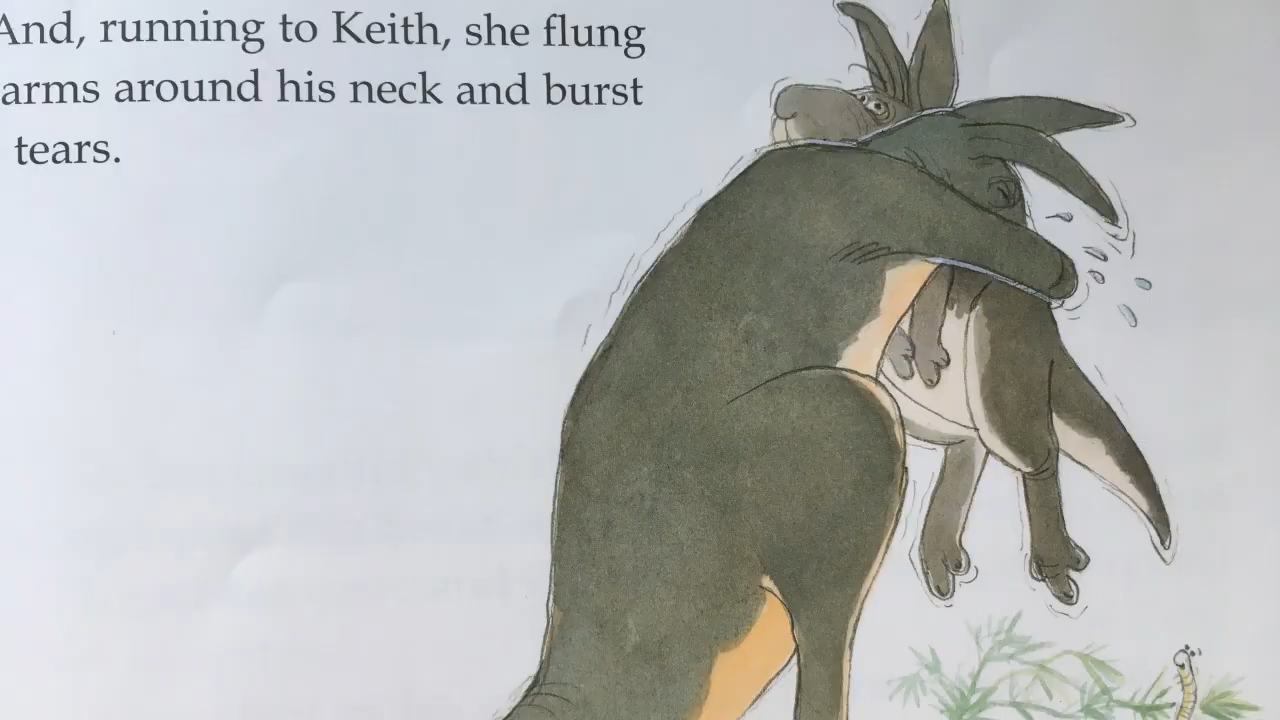 And, running to Keith, she flung
arms around his neck and burst
tears.